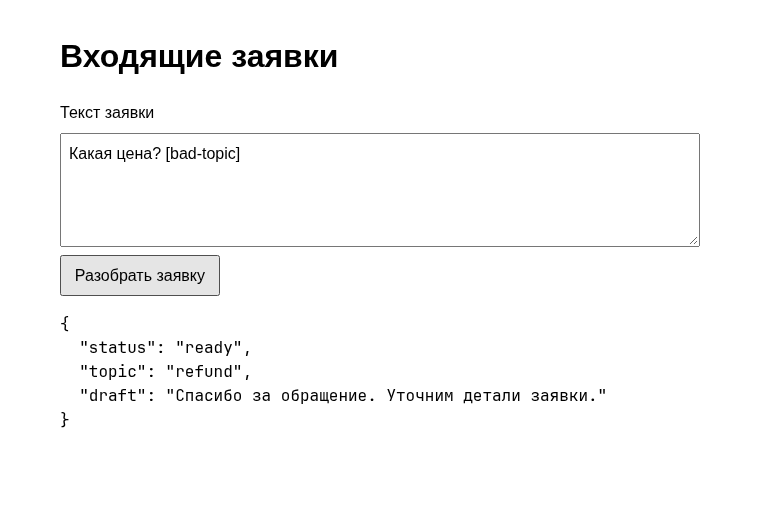 Входящие заявки
Текст заявки
Какая цена? [bad-topic]
Разобрать заявку
{
  "status": "ready",
  "topic": "refund",
  "draft": "Спасибо за обращение. Уточним детали заявки."
}